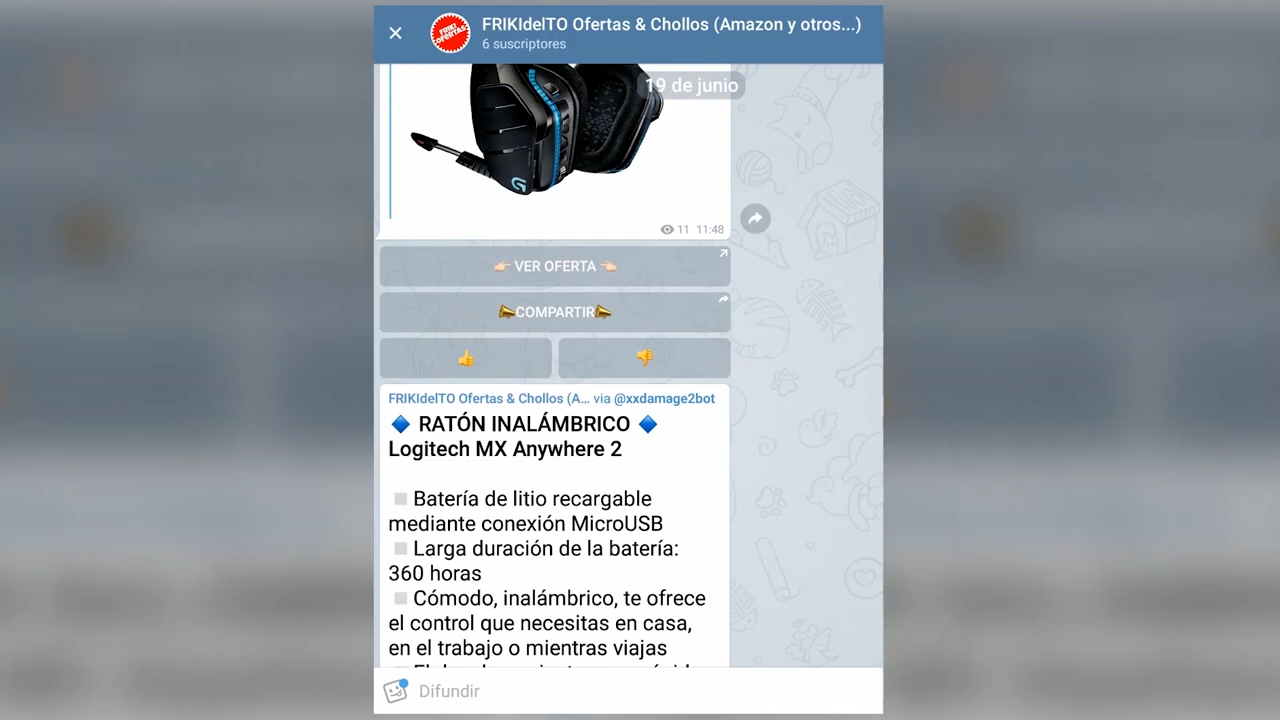 FRIKIdelTO Ofertas & Chollos (Amazon y otros...)
6 suscriptores
FRIKI
OFERTAS
19 de junio
G
11 11:48
👉🏻 VER OFERTA 👈🏻
📣COMPARTIR📣
👍
👎
FRIKIdelTO Ofertas & Chollos (A... via @xxdamage2bot
🔷 RATÓN INALÁMBRICO 🔷
Logitech MX Anywhere 2
◽Batería de litio recargable
mediante conexión MicroUSB
◽Larga duración de la batería:
360 horas
◽Cómodo, inalámbrico, te ofrece
el control que necesitas en casa,
en el trabajo o mientras viajas
Difundir